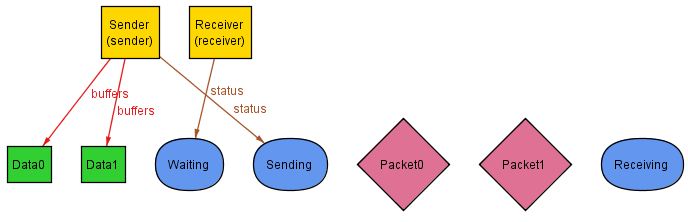 Sender
(sender)
Receiver
(receiver)
buffers
buffers
status
status
Data0
Data1
Waiting
Sending
Packet0
Packet1
Receiving